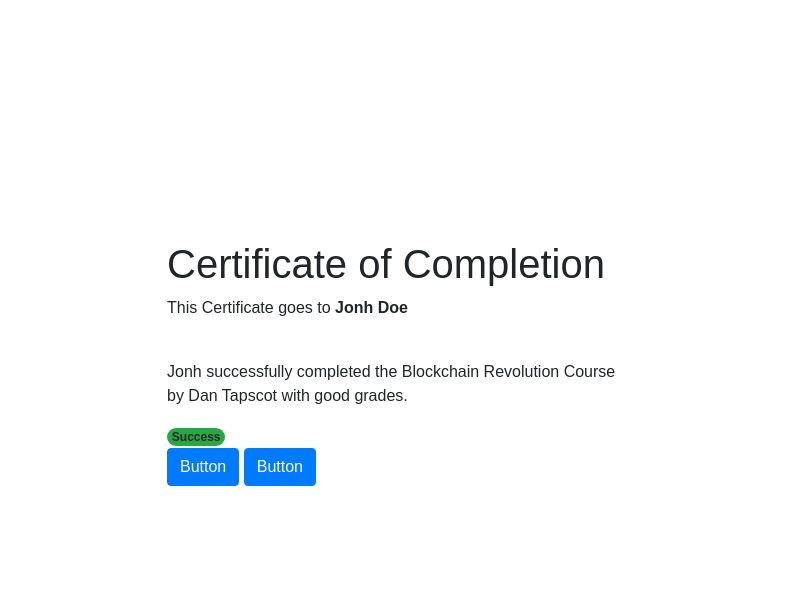 Certificate of Completion
This Certificate goes to Jonh Doe
Jonh successfully completed the Blockchain Revolution Course
by Dan Tapscot with good grades.
Success
Button Button